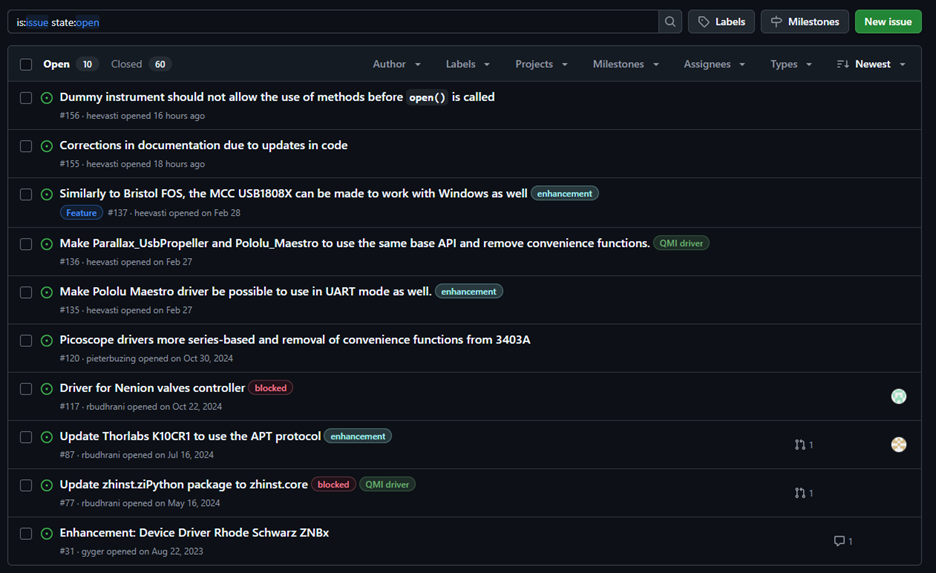 is:issue state:open
Labels
Milestones
New issue
Open 10 Closed 60 Author Labels Projects Milestones Assignees Types Newest
Dummy instrument should not allow the use of methods before open() is called
#156 · heevasti opened 16 hours ago
Corrections in documentation due to updates in code
#155 · heevasti opened 18 hours ago
Similarly to Bristol FOS, the MCC USB1808X can be made to work with Windows as well enhancement
Feature #137 · heevasti opened on Feb 28
Make Parallax_UsbPropeller and Pololu_Maestro to use the same base API and remove convenience functions. QMI driver
#136 · heevasti opened on Feb 27
Make Pololu Maestro driver be possible to use in UART mode as well. enhancement
#135 · heevasti opened on Feb 27
Picoscope drivers more series-based and removal of convenience functions from 3403A
#120 · pieterbuzing opened on Oct 30, 2024
Driver for Nenion valves controller blocked
#117 · rbudhrani opened on Oct 22, 2024
Update Thorlabs K10CR1 to use the APT protocol enhancement
#87 · rbudhrani opened on Jul 16, 2024
1
Update zhinst.ziPython package to zhinst.core blocked QMI driver
#77 · rbudhrani opened on May 16, 2024
1
Enhancement: Device Driver Rhode Schwarz ZNBx
#31 · gyger opened on Aug 22, 2023
1